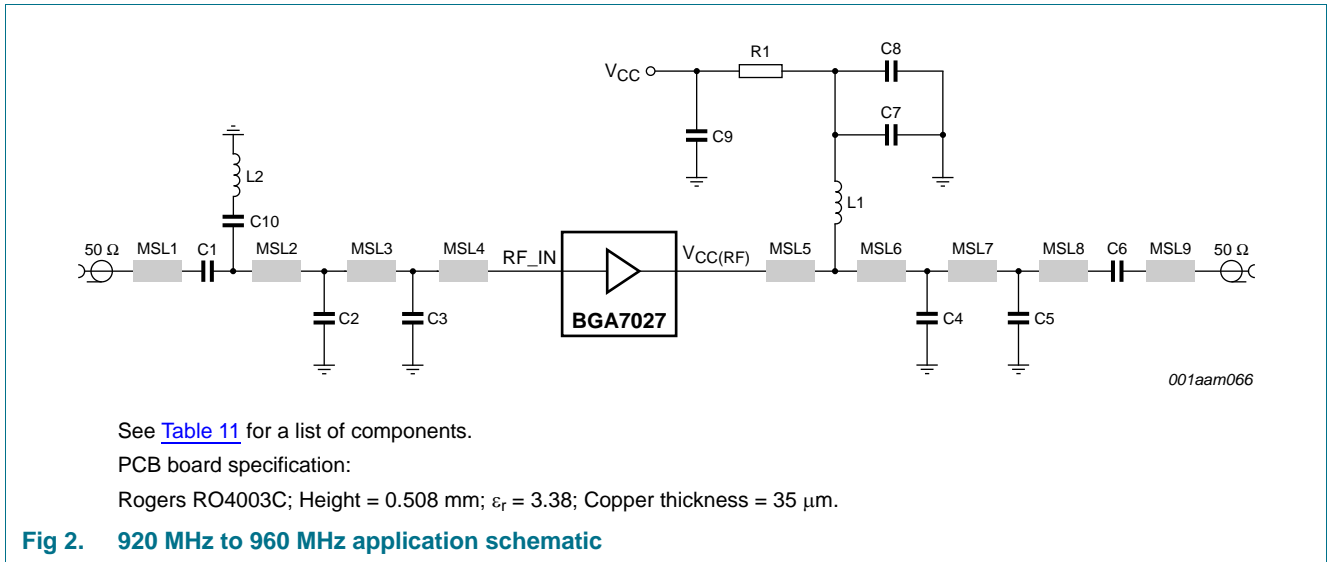 R1
C8
VCC
C7
C9
L2
L1
C10
50 Ω MSL1 C1 MSL2 MSL3 MSL4 RF_IN VCC(RF) MSL5 MSL6 MSL7 MSL8 C6 MSL9 50 Ω
C2 C3 BGA7027 C4 C5
001aam066
See Table 11 for a list of components.
PCB board specification:
Rogers RO4003C; Height = 0.508 mm; εr = 3.38; Copper thickness = 35 μm.
Fig 2. 920 MHz to 960 MHz application schematic